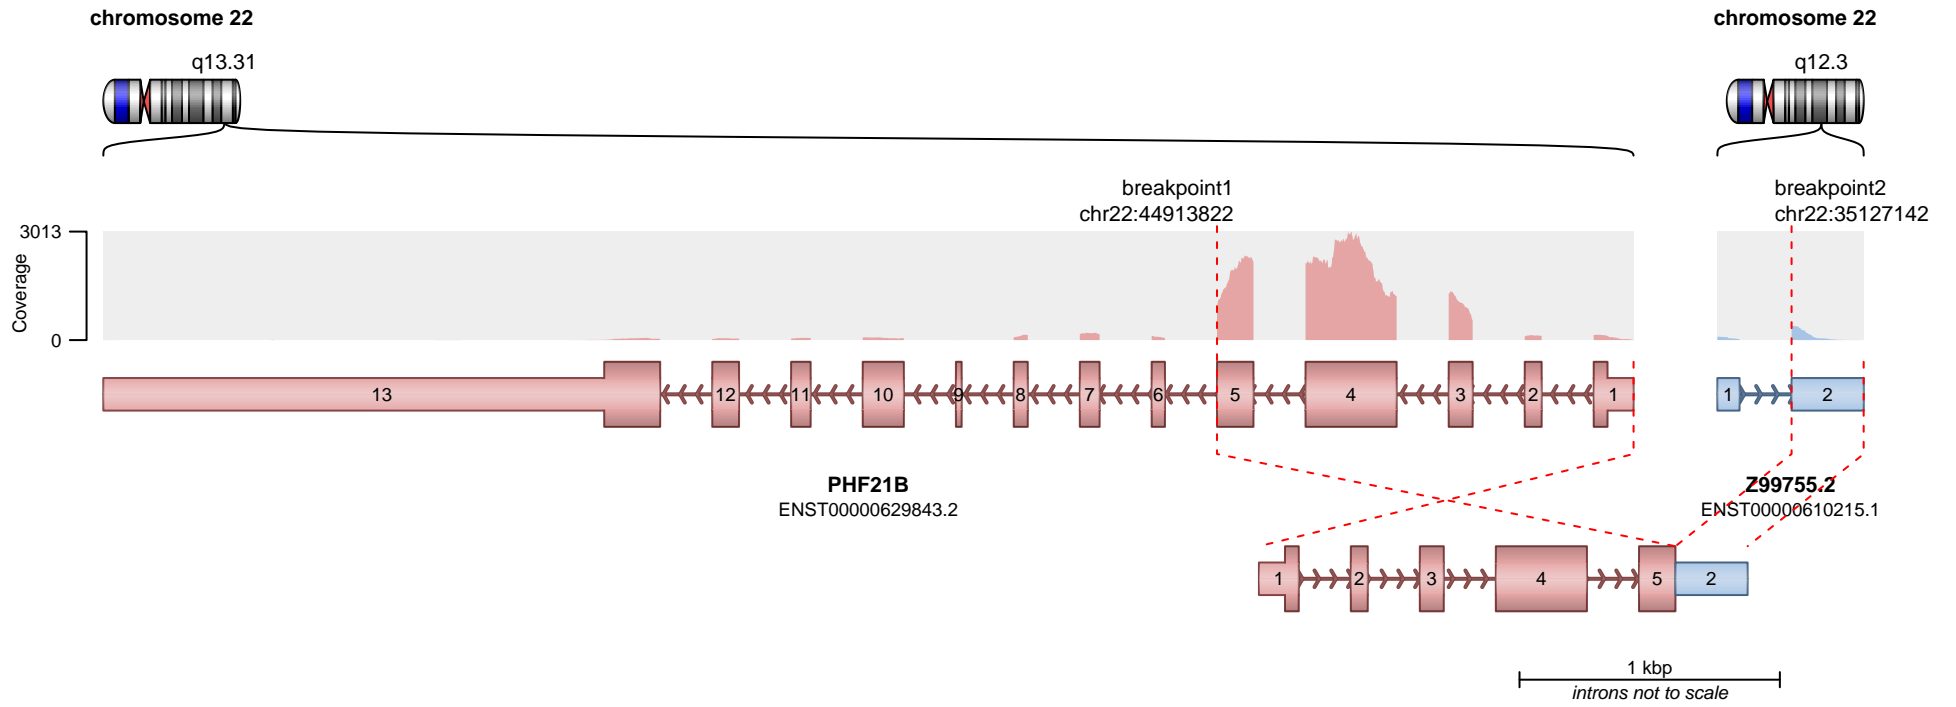 chromosome 22
chromosome 22
q13.31
q12.3
breakpoint1
chr22:44913822
breakpoint2
chr22:35127142
3013
Coverage
0
13
12
11
10
9
8
7
6
5
4
3
2
1
1
2
PHF21B
ENST00000629843.2
Z99755.2
ENST00000610215.1
1
2
3
4
5
2
1 kbp
introns not to scale